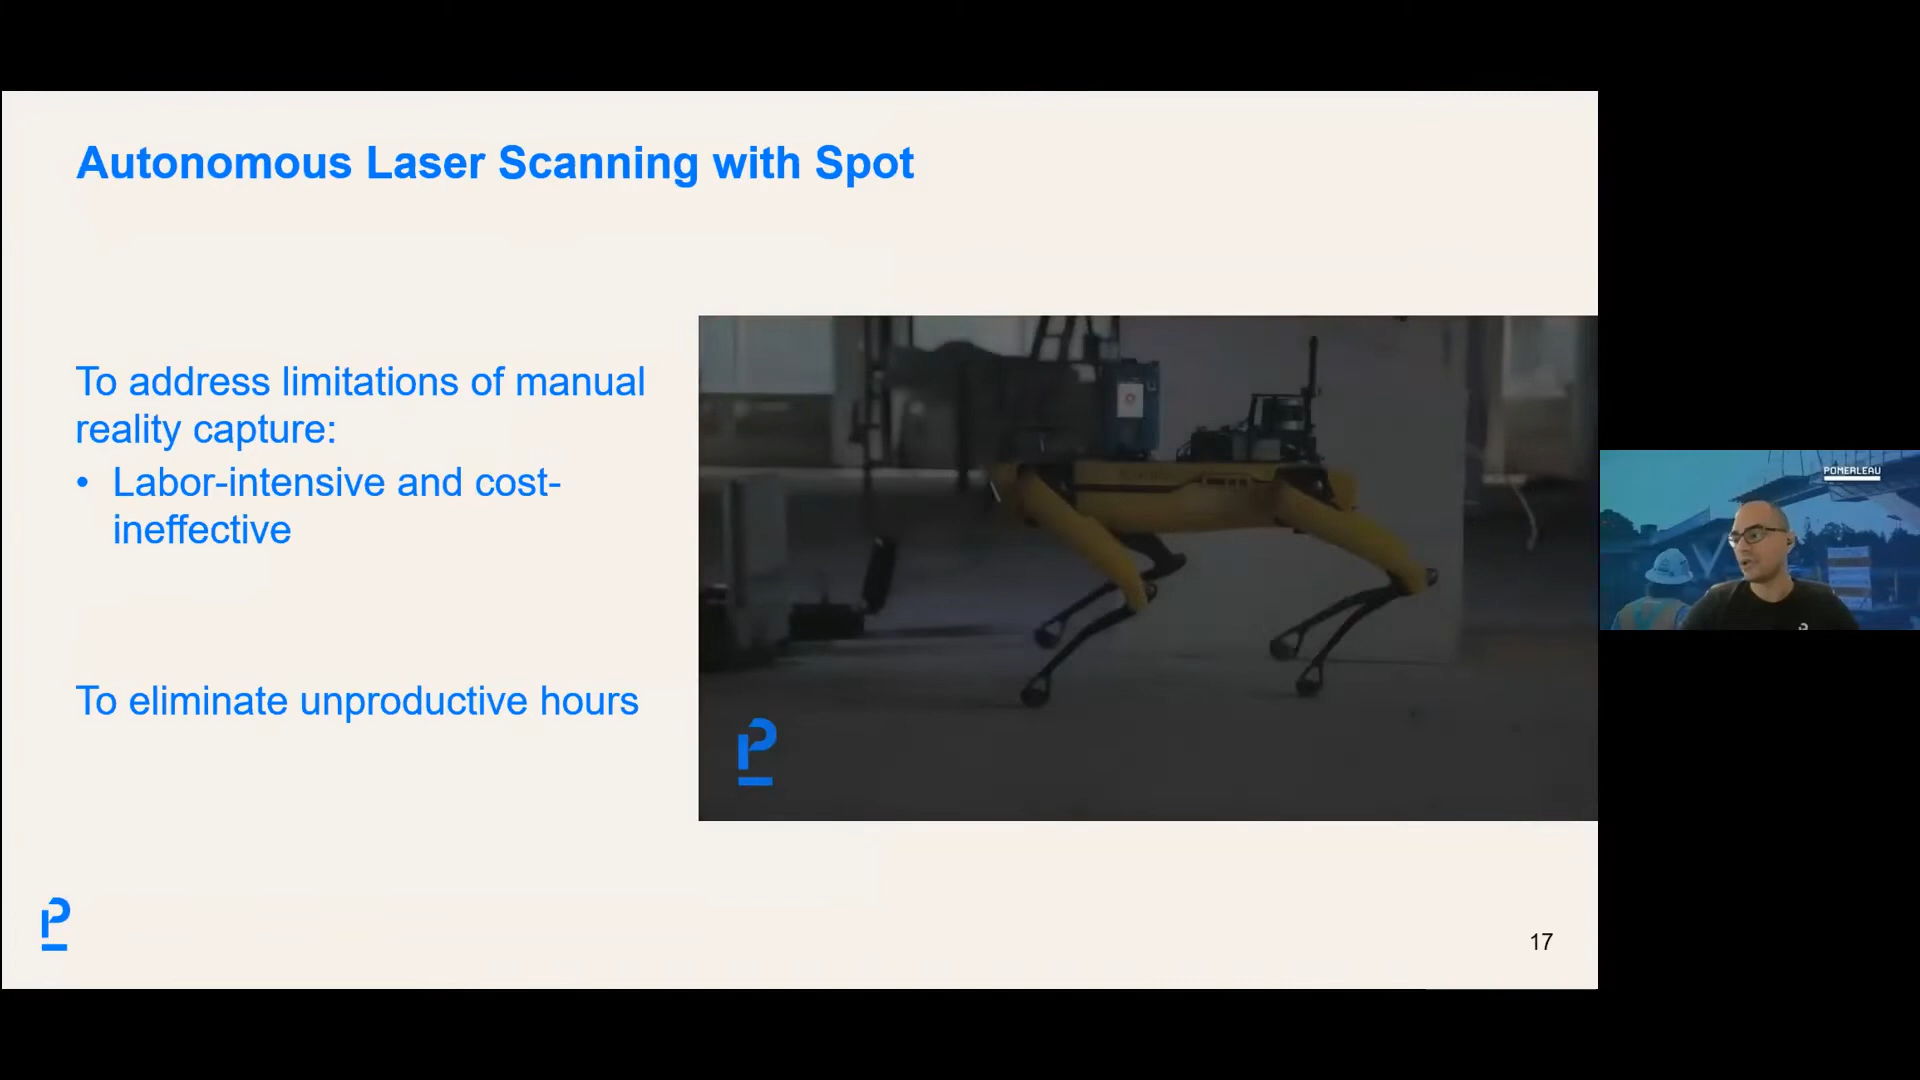 Autonomous Laser Scanning with Spot
To address limitations of manual
reality capture:
• Labor-intensive and cost-
ineffective
To eliminate unproductive hours
17
POMERLEAU